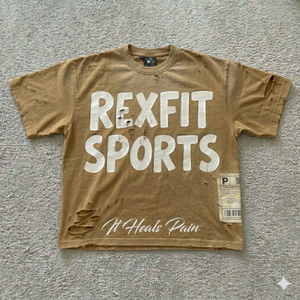 REXFIT
SPORTS
P
It Heals Pain